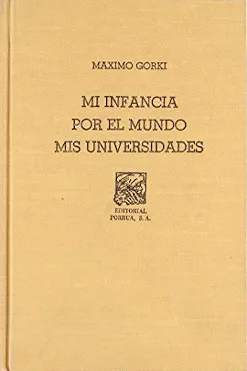 MAXIMO GORKI
MI INFANCIA
POR EL MUNDO
MIS UNIVERSIDADES
EDITORIAL
PORRUA, S. A.